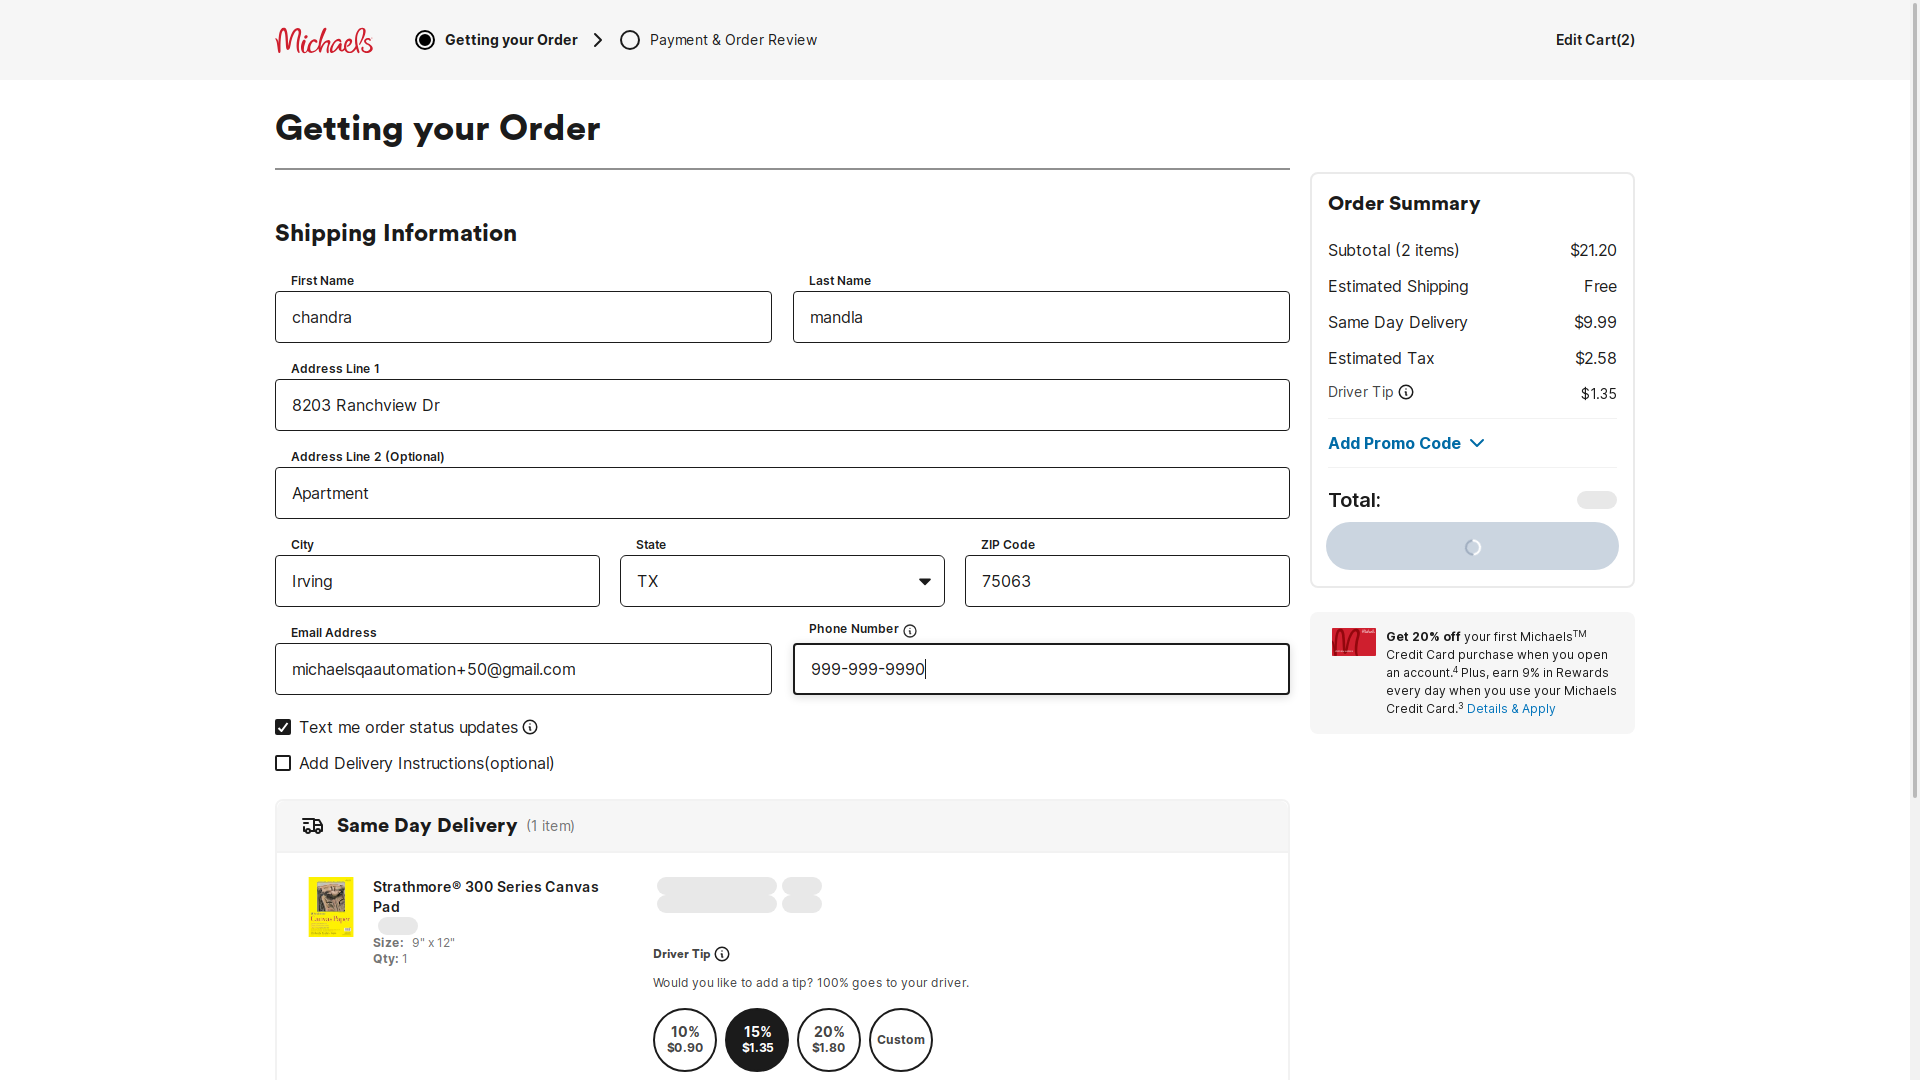 Michaels
Getting your Order
Payment & Order Review
Edit Cart(2)
Getting your Order
Shipping Information
First Name
Last Name
chandra
mandla
Address Line 1
8203 Ranchview Dr
Address Line 2 (Optional)
Apartment
City
State
ZIP Code
Irving
TX
75063
Email Address
Phone Number
michaelsqaautomation+50@gmail.com
999-999-9990
Text me order status updates
Add Delivery Instructions(optional)
Same Day Delivery (1 item)
Strathmore® 300 Series Canvas
Pad
Size: 9" x 12"
Qty: 1
Driver Tip
Would you like to add a tip? 100% goes to your driver.
10%
$0.90
15%
$1.35
20%
$1.80
Custom
Order Summary
Subtotal (2 items) $21.20
Estimated Shipping Free
Same Day Delivery $9.99
Estimated Tax $2.58
Driver Tip $1.35
Add Promo Code
Total:
Get 20% off your first Michaels™
Credit Card purchase when you open
an account.⁴ Plus, earn 9% in Rewards
every day when you use your Michaels
Credit Card.³ Details & Apply